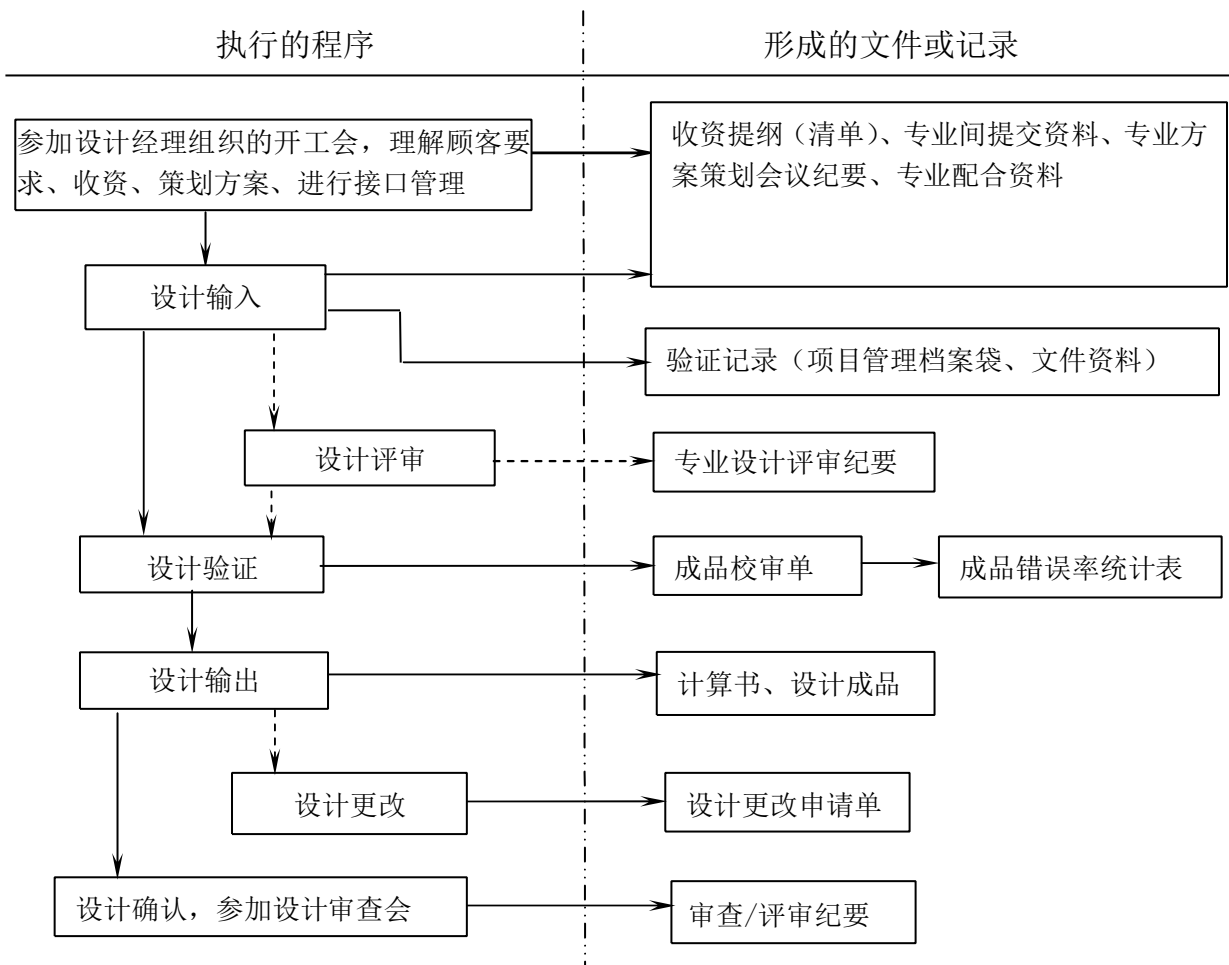 执行的程序
形成的文件或记录
参加设计经理组织的开工会，理解顾客要
求、收资、策划方案、进行接口管理
收资提纲（清单）、专业间提交资料、专业方
案策划会议纪要、专业配合资料
设计输入
验证记录（项目管理档案袋、文件资料）
设计评审
专业设计评审纪要
设计验证
成品校审单
成品错误率统计表
设计输出
计算书、设计成品
设计更改
设计更改申请单
设计确认，参加设计审查会
审查/评审纪要